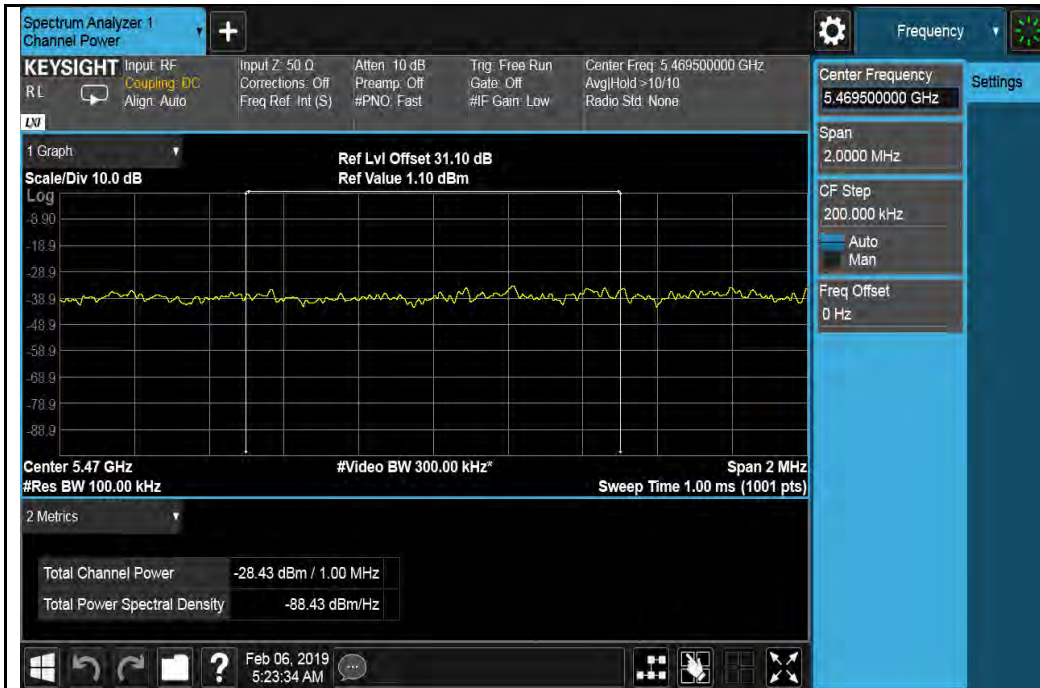 Spectrum Analyzer 1
Channel Power
+
Frequency
KEYSIGHT
RL
LXI
Input: RF
Coupling: DC
Align: Auto
Input Z: 50 Ω
Corrections: Off
Freq Ref: Int (S)
Atten: 10 dB
Preamp: Off
#PNO: Fast
Trig: Free Run
Gate: Off
#IF Gain: Low
Center Freq: 5.469500000 GHz
Avg|Hold >10/10
Radio Std: None
Center Frequency
5.469500000 GHz
Settings
Span
2.0000 MHz
CF Step
200.000 kHz
Auto
Man
Freq Offset
0 Hz
1 Graph
Scale/Div 10.0 dB
Ref Lvl Offset 31.10 dB
Ref Value 1.10 dBm
Log
-8.90
-18.9
-28.9
-38.9
-48.9
-58.9
-68.9
-78.9
-88.9
Center 5.47 GHz
#Res BW 100.00 kHz
#Video BW 300.00 kHz*
Span 2 MHz
Sweep Time 1.00 ms (1001 pts)
2 Metrics
Total Channel Power -28.43 dBm / 1.00 MHz
Total Power Spectral Density -88.43 dBm/Hz
?
Feb 06, 2019
5:23:34 AM